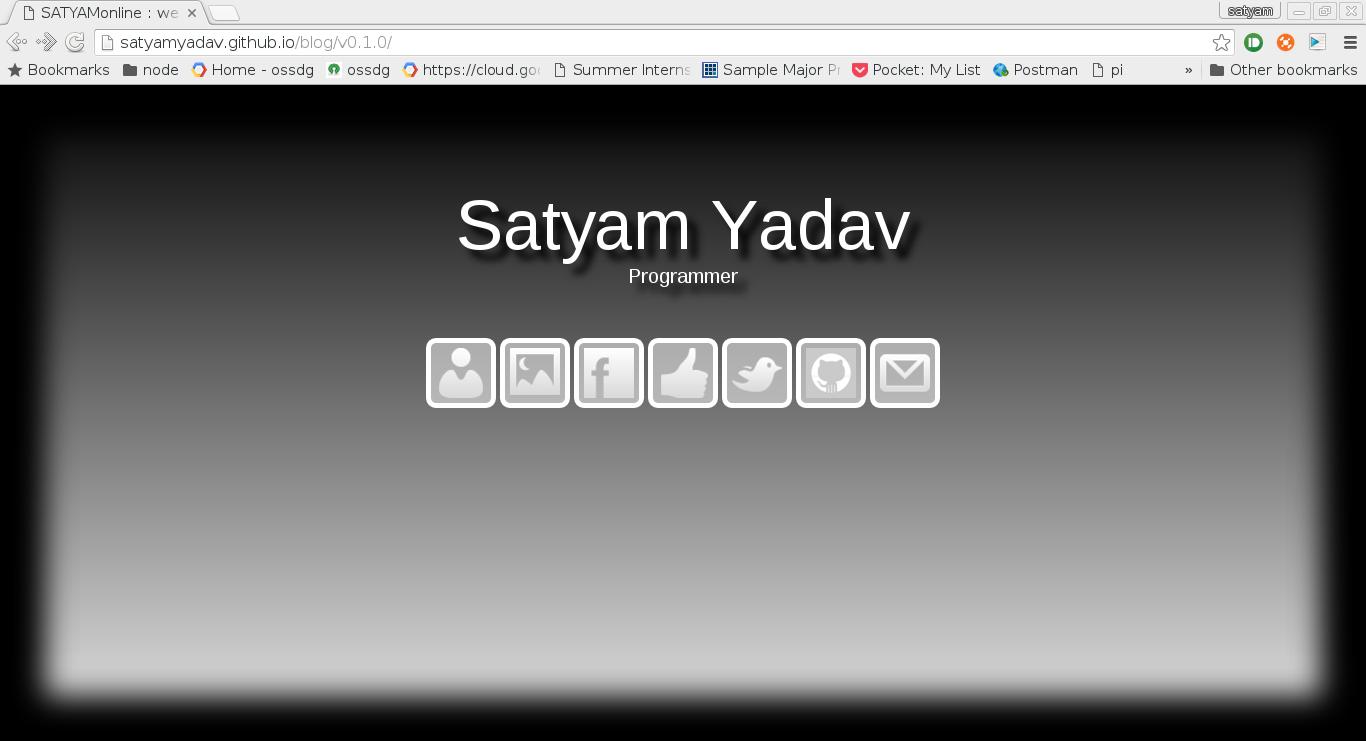 SATYAMonline : we
satyam
satyamyadav.github.io/blog/v0.1.0/
Bookmarks node Home - ossdg ossdg https://cloud.goo Summer Interns Sample Major Pr Pocket: My List Postman pi » Other bookmarks
Satyam Yadav
Programmer